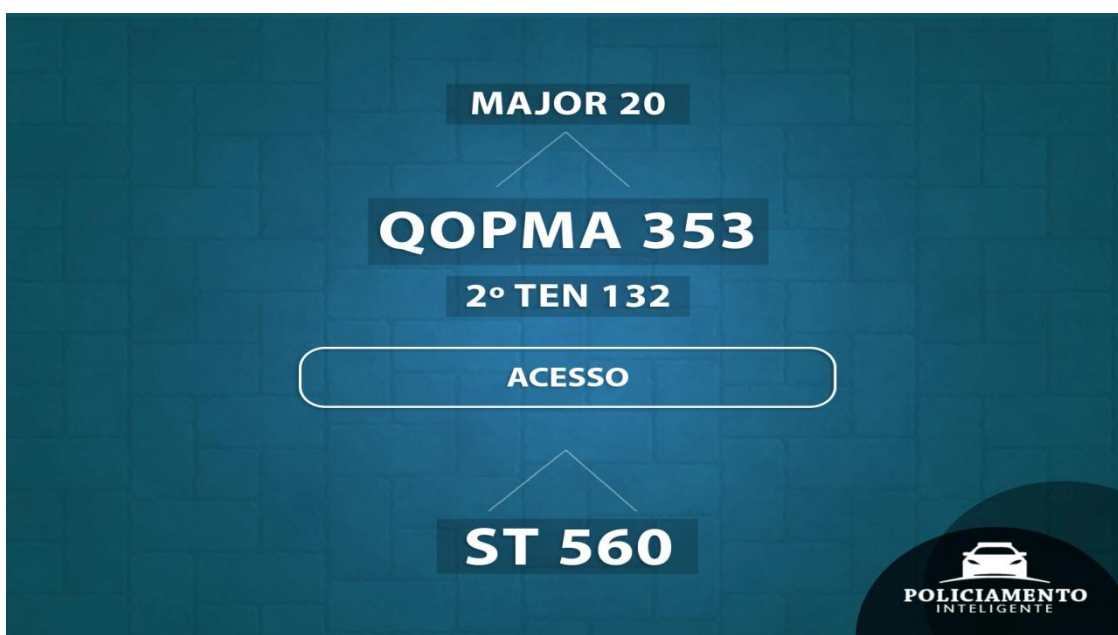 MAJOR 20
QOPMA 353
2º TEN 132
ACESSO
ST 560
POLICIAMENTO
INTELIGENTE